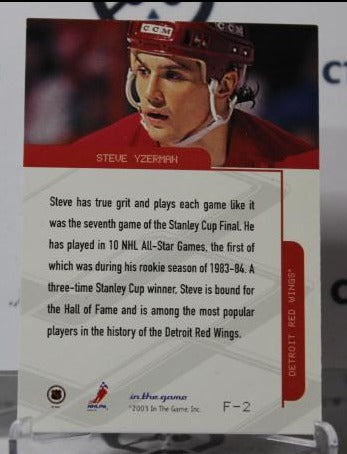 CCM
CCM
CT
STEVE YZERMAN
Steve has true grit and plays each game like it
was the seventh game of the Stanley Cup Final. He
has played in 10 NHL All-Star Games, the first of
which was during his rookie season of 1983-84. A
three-time Stanley Cup winner, Steve is bound for
the Hall of Fame and is among the most popular
players in the history of the Detroit Red Wings.
DETROIT RED WINGS®
NHLPA
in the game
©2003 In The Game, Inc.
F-2